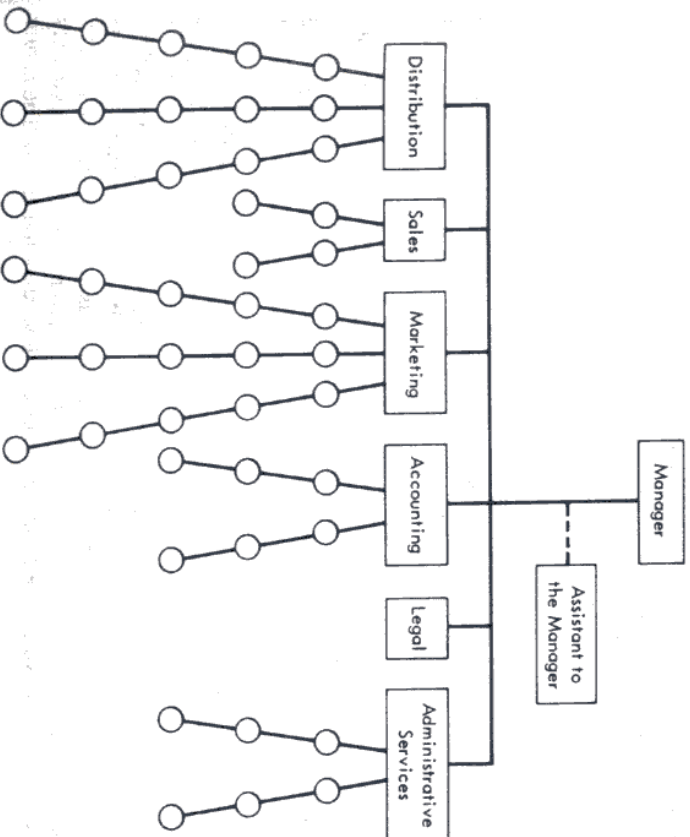 Manager
Assistant to
the Manager
Distribution
Sales
Marketing
Accounting
Legal
Administrative
Services